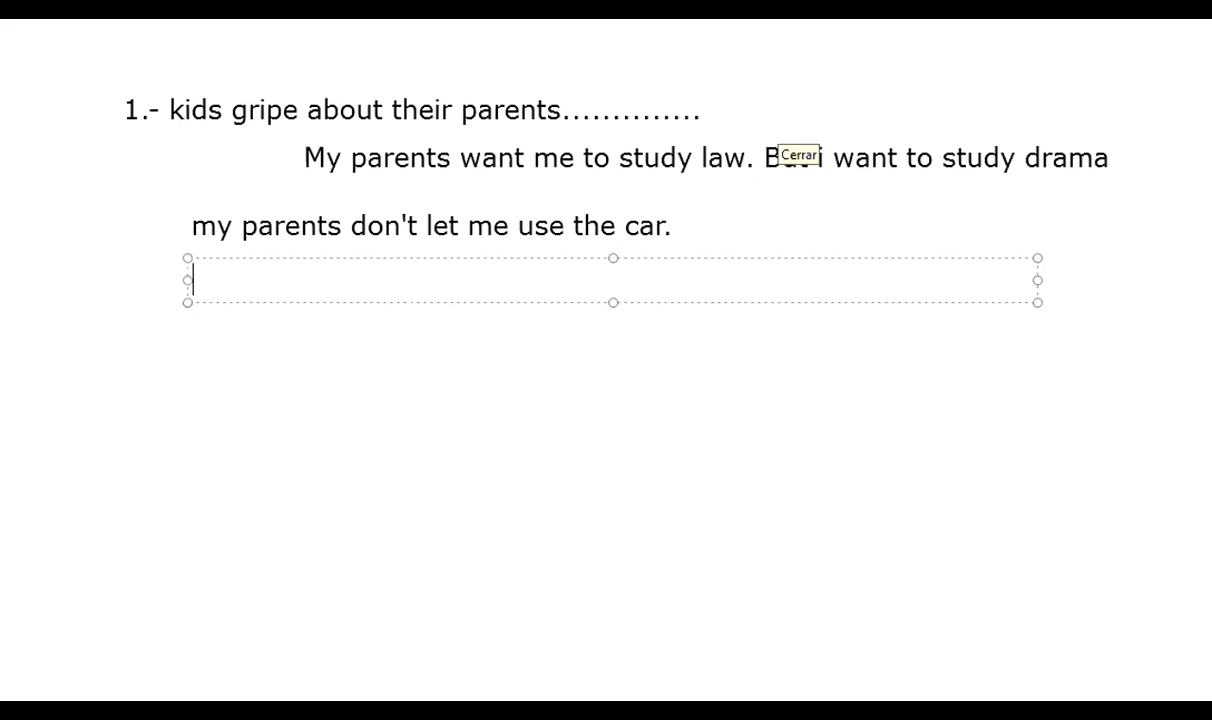 1.- kids gripe about their parents..............
My parents want me to study law. Cerrar i want to study drama
my parents don't let me use the car.